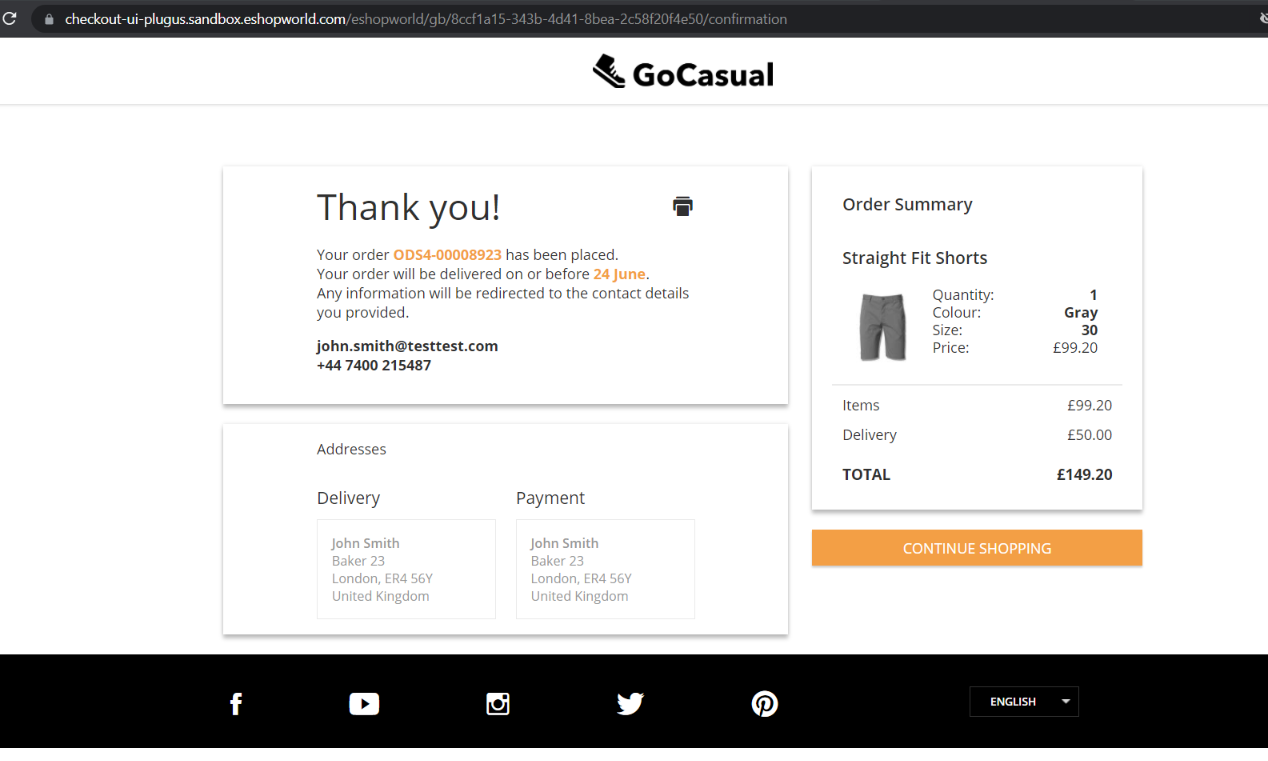 checkout-ui-plugus.sandbox.eshopworld.com/eshopworld/gb/8ccf1a15-343b-4d41-8bea-2c58f20f4e50/confirmation
GoCasual
Thank you!
Your order ODS4-00008923 has been placed.
Your order will be delivered on or before 24 June.
Any information will be redirected to the contact details
you provided.
john.smith@testtest.com
+44 7400 215487
Addresses
Delivery
John Smith
Baker 23
London, ER4 56Y
United Kingdom
Payment
John Smith
Baker 23
London, ER4 56Y
United Kingdom
Order Summary
Straight Fit Shorts
Quantity: 1
Colour: Gray
Size: 30
Price: £99.20
Items £99.20
Delivery £50.00
TOTAL £149.20
CONTINUE SHOPPING
ENGLISH